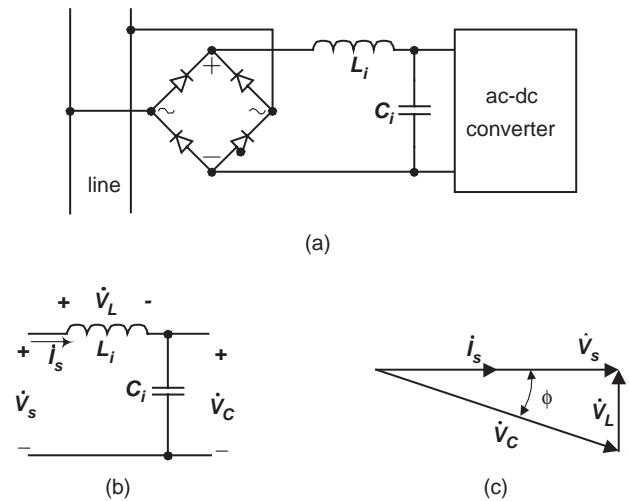 +
L_i
~
~
C_i
ac-dc
converter
−
line
(a)
+ V̇_L -
+ i̇_s L_i +
C_i
V̇_s V̇_C
− −
(b)
i̇_s V̇_s
ϕ V̇_L
V̇_C
(c)